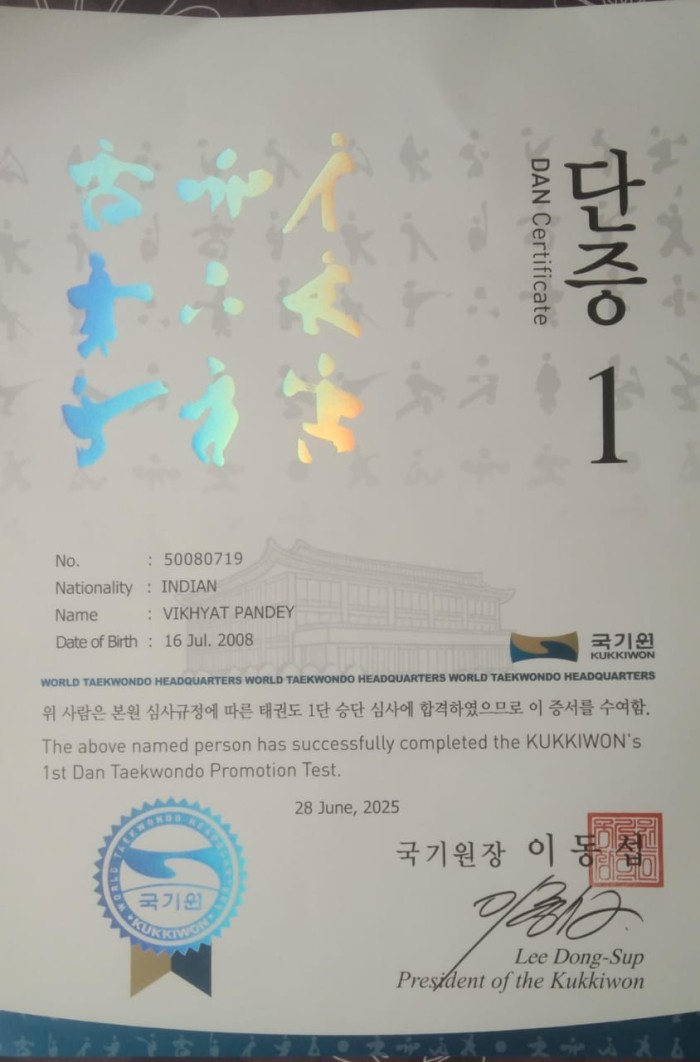 단증
DAN Certificate
1
No. : 50080719
Nationality : INDIAN
Name : VIKHYAT PANDEY
Date of Birth : 16 Jul. 2008
국기원
KUKKIWON
WORLD TAEKWONDO HEADQUARTERS WORLD TAEKWONDO HEADQUARTERS WORLD TAEKWONDO HEADQUARTERS
위 사람은 본원 심사규정에 따른 태권도 1단 승단 심사에 합격하였으므로 이 증서를 수여함.
The above named person has successfully completed the KUKKIWON's
1st Dan Taekwondo Promotion Test.
28 June, 2025
국기원장 이동섭
WORLD TAEKWONDO HEADQUARTERS
국기원
KUKKIWON
Lee Dong-Sup
President of the Kukkiwon